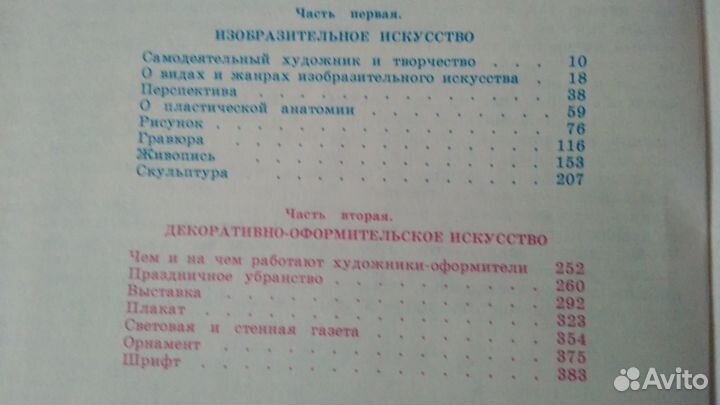 Часть первая.
ИЗОБРАЗИТЕЛЬНОЕ ИСКУССТВО
Самодеятельный художник и творчество . . . 10
О видах и жанрах изобразительного искусства . 18
Перспектива . . . . . . . . . . . 38
О пластической анатомии . . . . . . . 59
Рисунок . . . . . . . . . . . . 76
Гравюра . . . . . . . . . . . . 116
Живопись . . . . . . . . . . . . 153
Скульптура . . . . . . . . . . . 207
Часть вторая.
ДЕКОРАТИВНО-ОФОРМИТЕЛЬСКОЕ ИСКУССТВО
Чем и на чем работают художники-оформители 252
Праздничное убранство . . . . . . . . 260
Выставка . . . . . . . . . . . . 292
Плакат . . . . . . . . . . . . 323
Световая и стенная газета . . . . . . . 354
Орнамент . . . . . . . . . . . . 375
Шрифт . . . . . . . . . . . . . 383
Avito